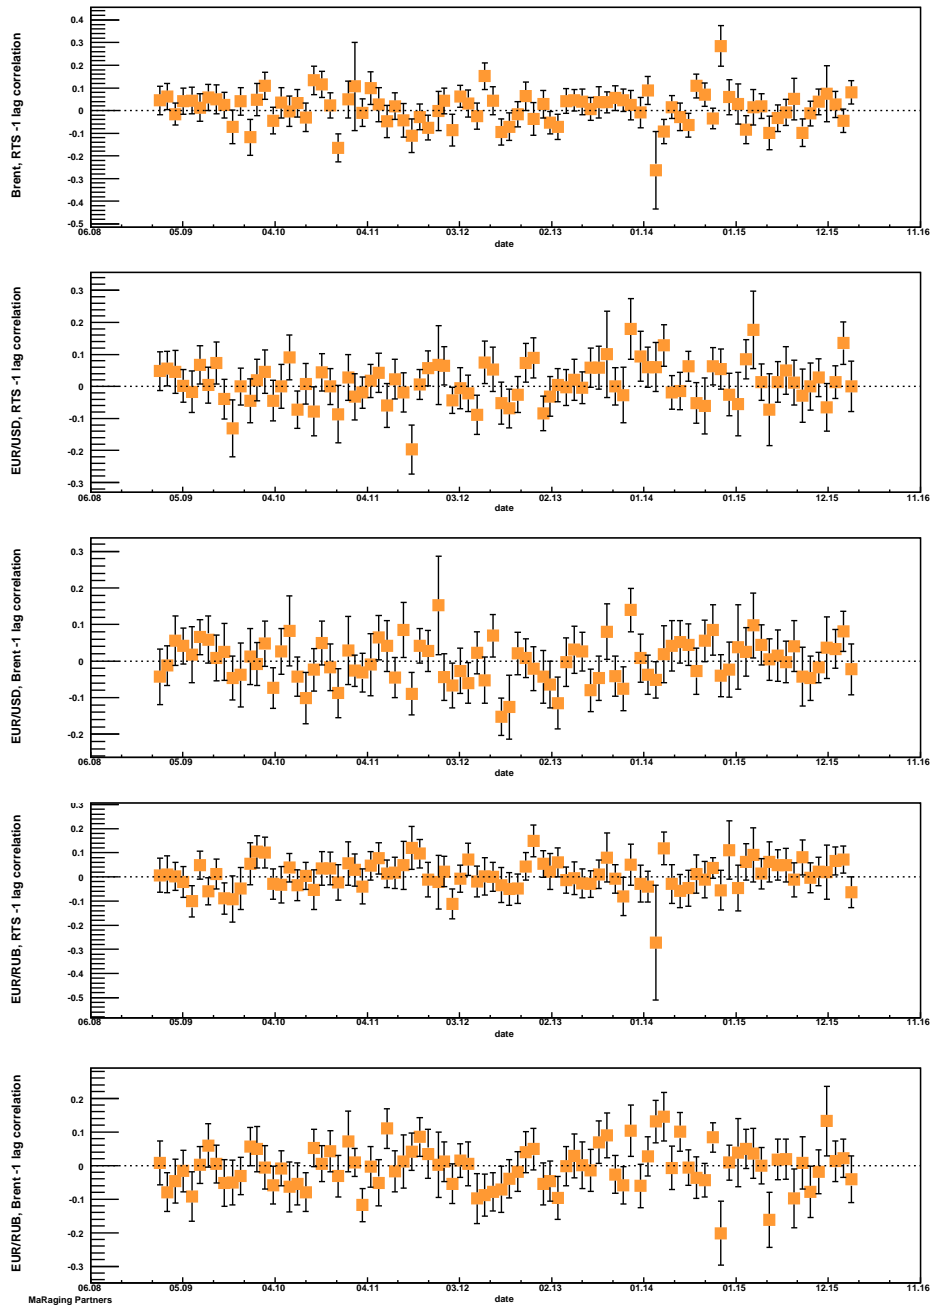 0.4
0.3
0.2
0.1
0
-0.1
-0.2
-0.3
-0.4
-0.5
Brent, RTS -1 lag correlation
06.08 05.09 04.10 04.11 03.12 02.13 01.14 01.15 12.15 11.16
date
0.3
0.2
0.1
0
-0.1
-0.2
-0.3
EUR/USD, RTS -1 lag correlation
06.08 05.09 04.10 04.11 03.12 02.13 01.14 01.15 12.15 11.16
date
0.3
0.2
0.1
0
-0.1
-0.2
EUR/USD, Brent -1 lag correlation
06.08 05.09 04.10 04.11 03.12 02.13 01.14 01.15 12.15 11.16
date
0.3
0.2
0.1
0
-0.1
-0.2
-0.3
-0.4
-0.5
EUR/RUB, RTS -1 lag correlation
06.08 05.09 04.10 04.11 03.12 02.13 01.14 01.15 12.15 11.16
date
0.2
0.1
0
-0.1
-0.2
-0.3
EUR/RUB, Brent -1 lag correlation
06.08 05.09 04.10 04.11 03.12 02.13 01.14 01.15 12.15 11.16
date
MaRaging Partners